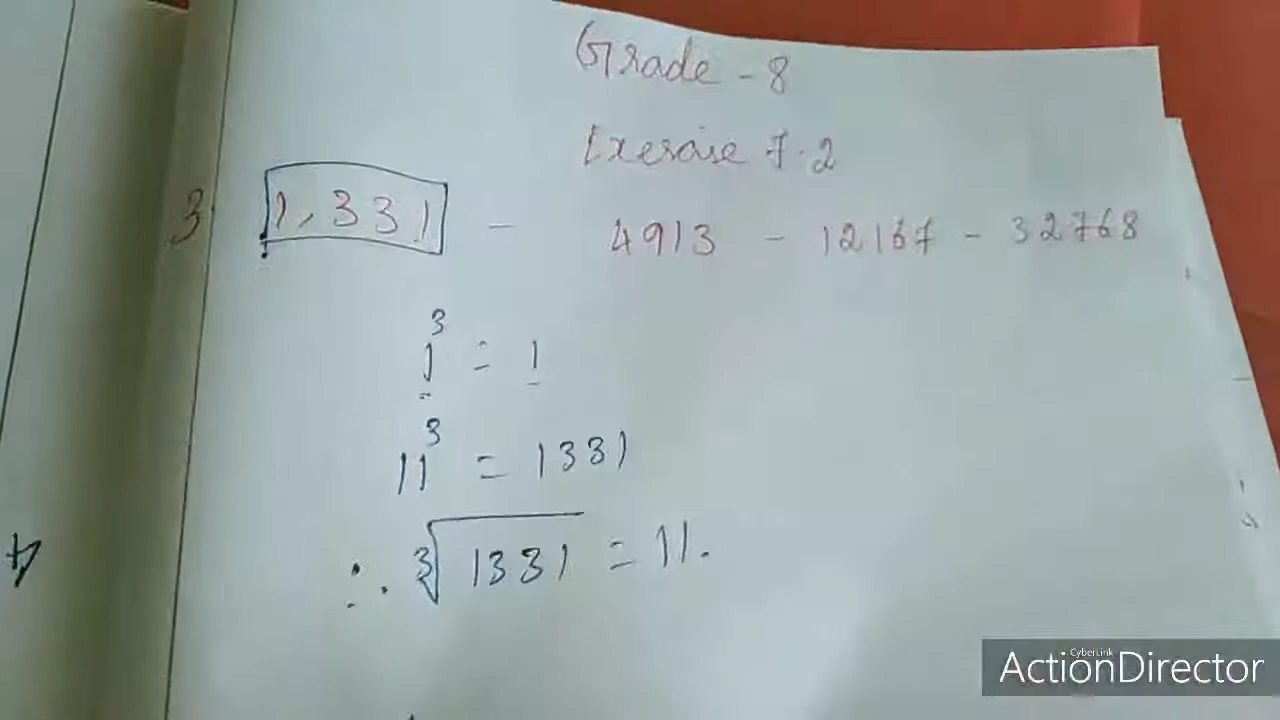 Grade - 8
Exercise 7.2
3 1,331 - 4913 - 12167 - 32768
1³ = 1
11³ = 1331
∴ ∛1331 = 11.
4
CyberLink
ActionDirector